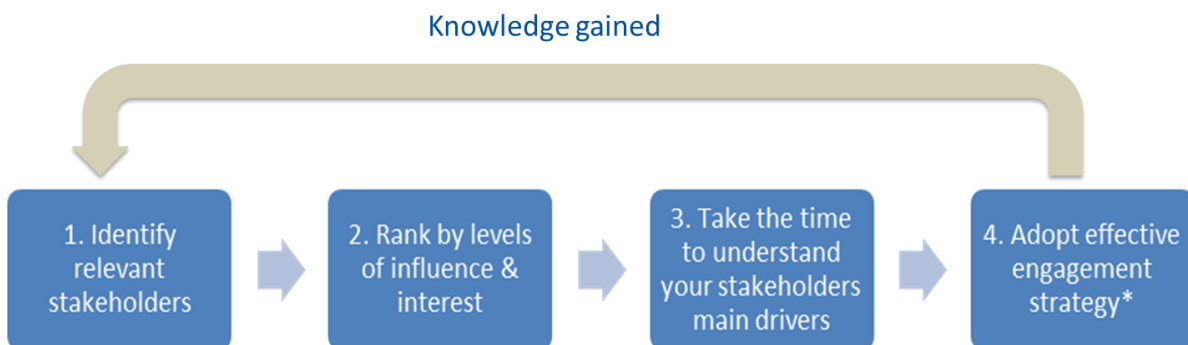 Knowledge gained
1. Identify
relevant
stakeholders
2. Rank by levels
of influence &
interest
3. Take the time
to understand
your stakeholders
main drivers
4. Adopt effective
engagement
strategy*